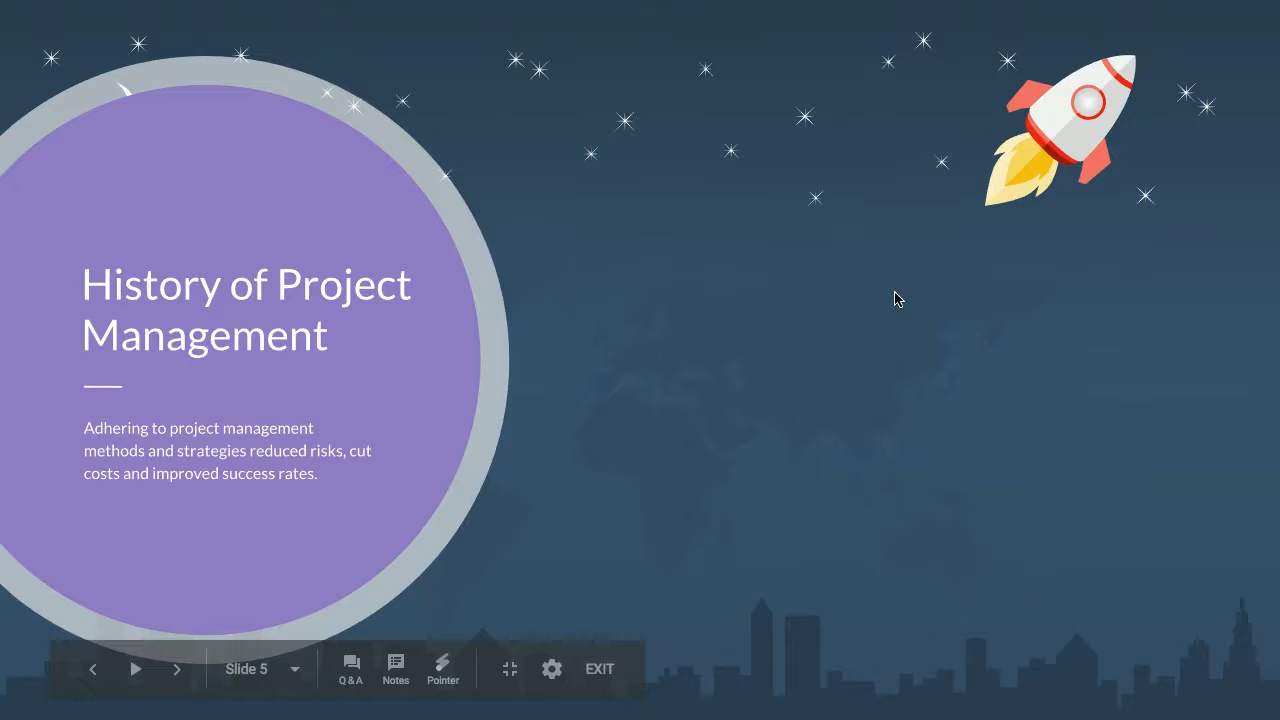 History of Project
Management
Adhering to project management
methods and strategies reduced risks, cut
costs and improved success rates.
Slide 5
Q & A
Notes
Pointer
EXIT